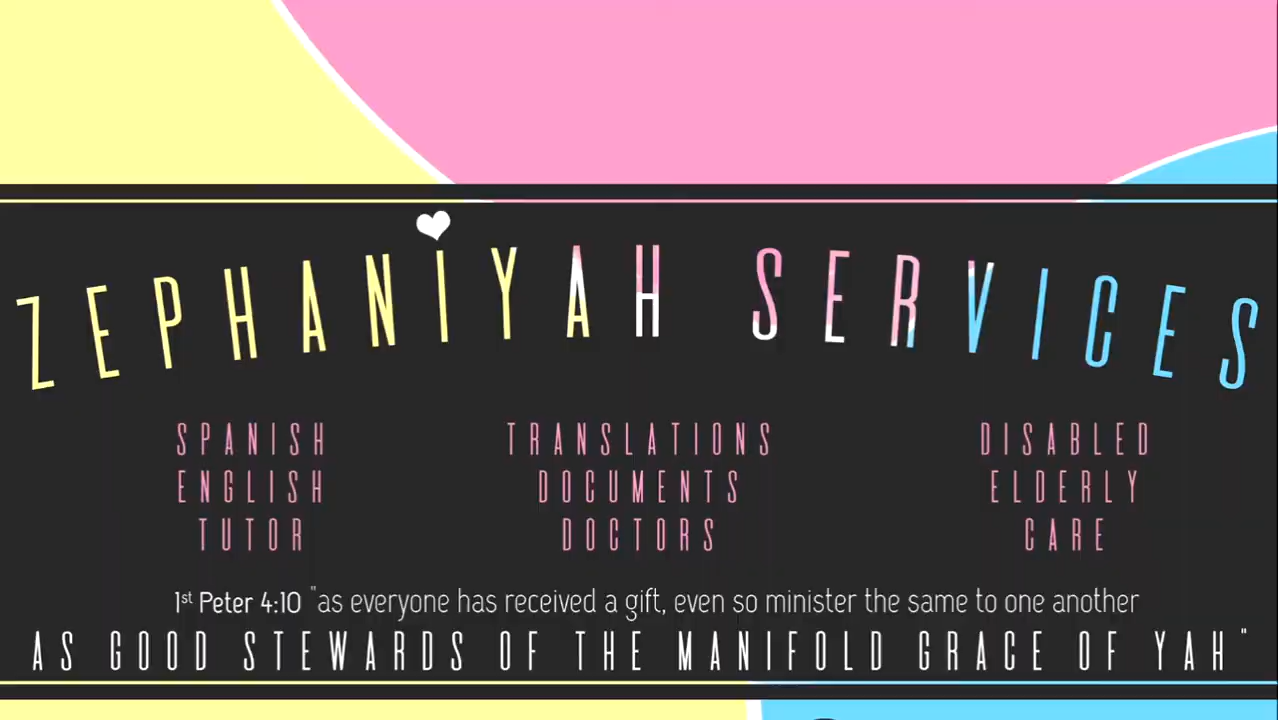 ZEPHANIYAH SERVICES
SPANISH
ENGLISH
TUTOR
TRANSLATIONS
DOCUMENTS
DOCTORS
DISABLED
ELDERLY
CARE
1st Peter 4:10 "as everyone has received a gift, even so minister the same to one another
AS GOOD STEWARDS OF THE MANIFOLD GRACE OF YAH"